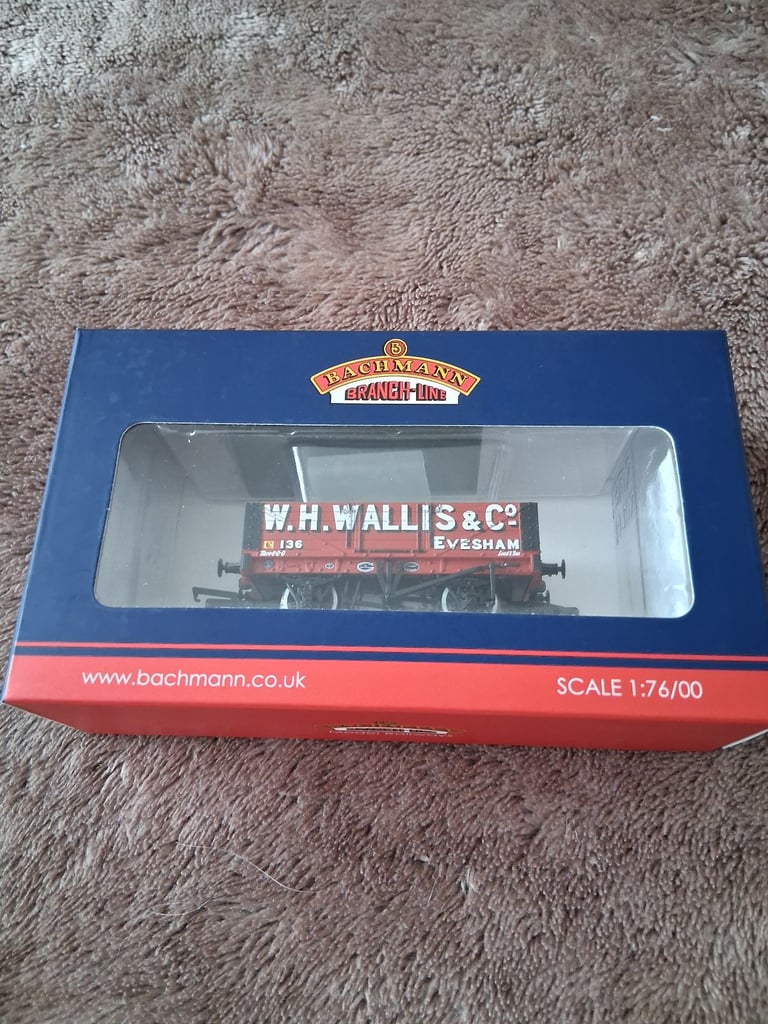 BACHMANN
BRANCH-LINE
W.H.WALLIS & Cº
C 136 EVESHAM
www.bachmann.co.uk
SCALE 1:76/00